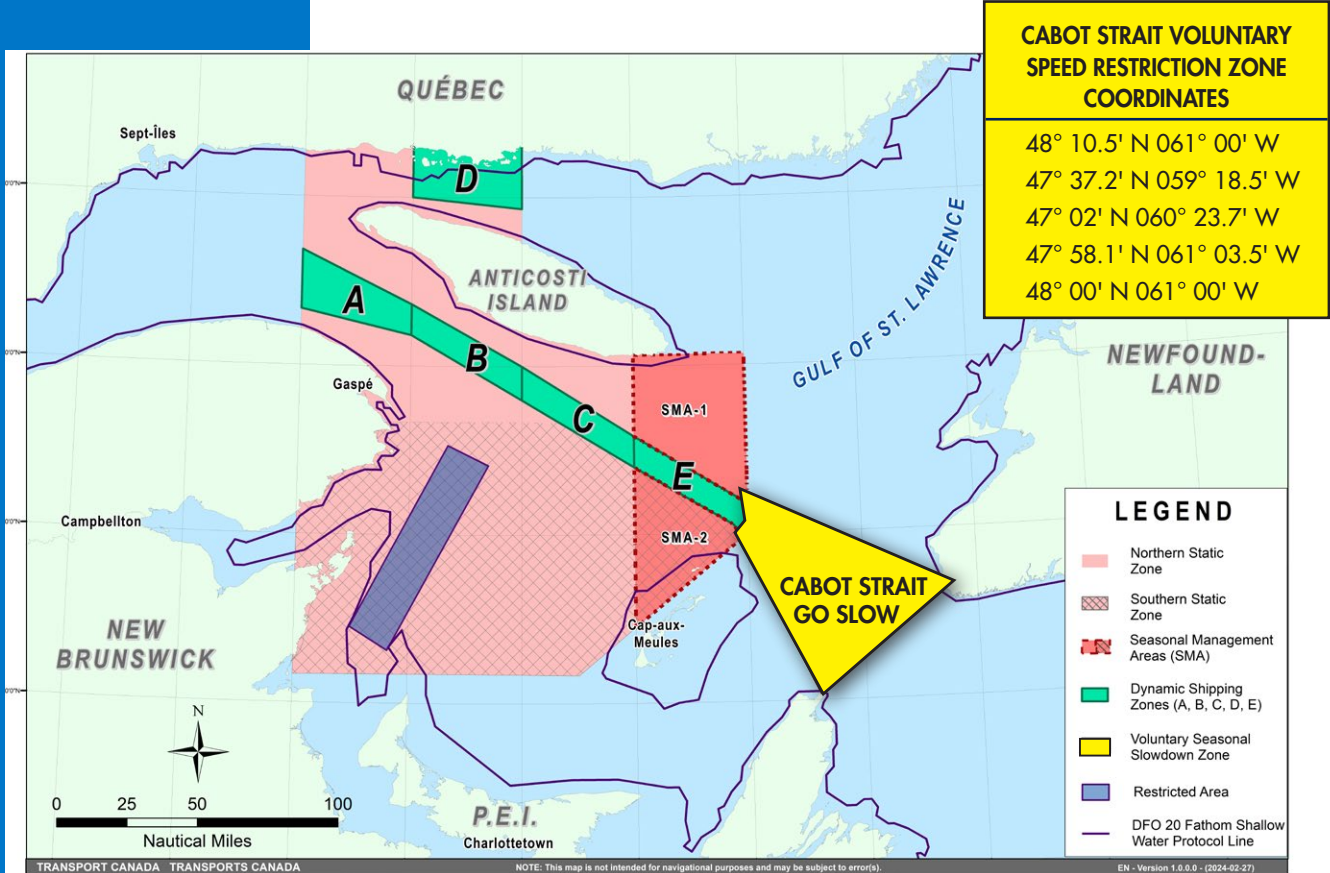 CABOT STRAIT VOLUNTARY
SPEED RESTRICTION ZONE
COORDINATES
48° 10.5' N 061° 00' W
47° 37.2' N 059° 18.5' W
47° 02' N 060° 23.7' W
47° 58.1' N 061° 03.5' W
48° 00' N 061° 00' W
QUÉBEC
Sept-Îles
D
ANTICOSTI
ISLAND
A
B
C
E
Gaspé
SMA-1
SMA-2
GULF OF ST. LAWRENCE
NEWFOUND-
LAND
Campbellton
CABOT STRAIT
GO SLOW
Cap-aux-
Meules
NEW
BRUNSWICK
N
0 25 50 100
Nautical Miles
P.E.I.
Charlottetown
LEGEND
Northern Static
Zone
Southern Static
Zone
Seasonal Management
Areas (SMA)
Dynamic Shipping
Zones (A, B, C, D, E)
Voluntary Seasonal
Slowdown Zone
Restricted Area
DFO 20 Fathom Shallow
Water Protocol Line
TRANSPORT CANADA TRANSPORTS CANADA
NOTE: This map is not intended for navigational purposes and may be subject to error(s).
EN - Version 1.0.0.0 - (2024-02-27)